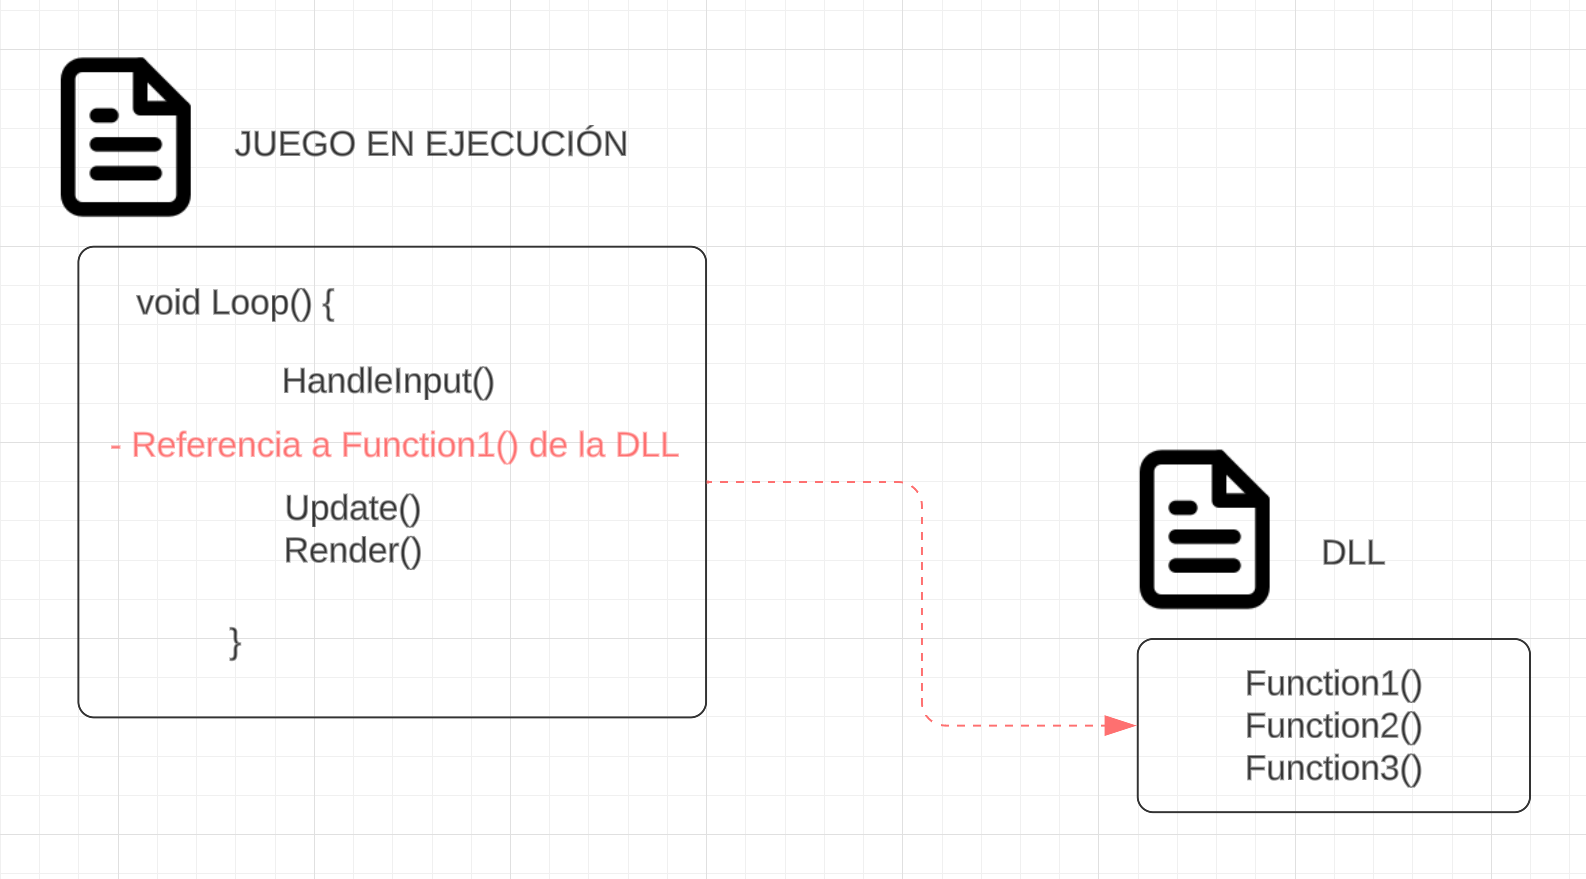 JUEGO EN EJECUCIÓN
void Loop() {
HandleInput()
- Referencia a Function1() de la DLL
Update()
Render()
}
DLL
Function1()
Function2()
Function3()